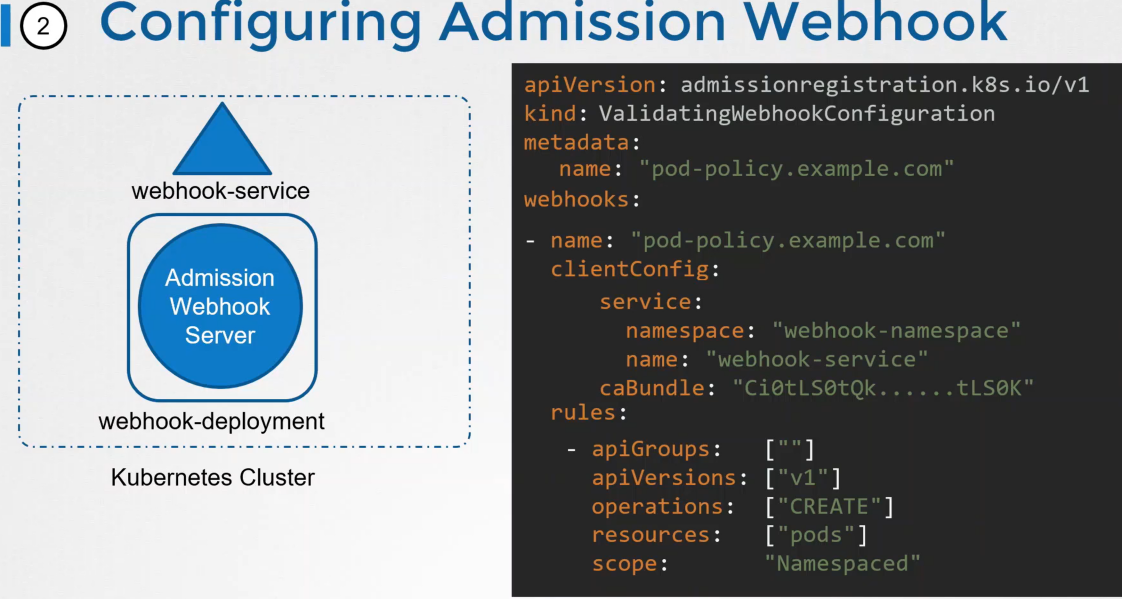 2 Configuring Admission Webhook
webhook-service
Admission
Webhook
Server
webhook-deployment
Kubernetes Cluster
apiVersion: admissionregistration.k8s.io/v1
kind: ValidatingWebhookConfiguration
metadata:
name: "pod-policy.example.com"
webhooks:
- name: "pod-policy.example.com"
clientConfig:
service:
namespace: "webhook-namespace"
name: "webhook-service"
caBundle: "Ci0tLS0tQk......tLS0K"
rules:
- apiGroups: [""]
apiVersions: ["v1"]
operations: ["CREATE"]
resources: ["pods"]
scope: "Namespaced"